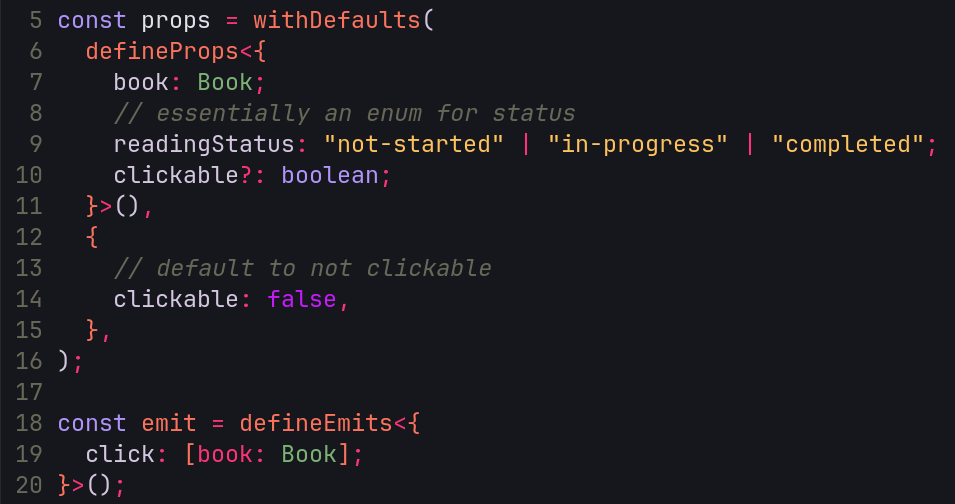 5 const props = withDefaults(
6   defineProps<{
7     book: Book;
8     // essentially an enum for status
9     readingStatus: "not-started" | "in-progress" | "completed";
10     clickable?: boolean;
11   }>(),
12   {
13     // default to not clickable
14     clickable: false,
15   },
16 );
17
18 const emit = defineEmits<{
19   click: [book: Book];
20 }>();